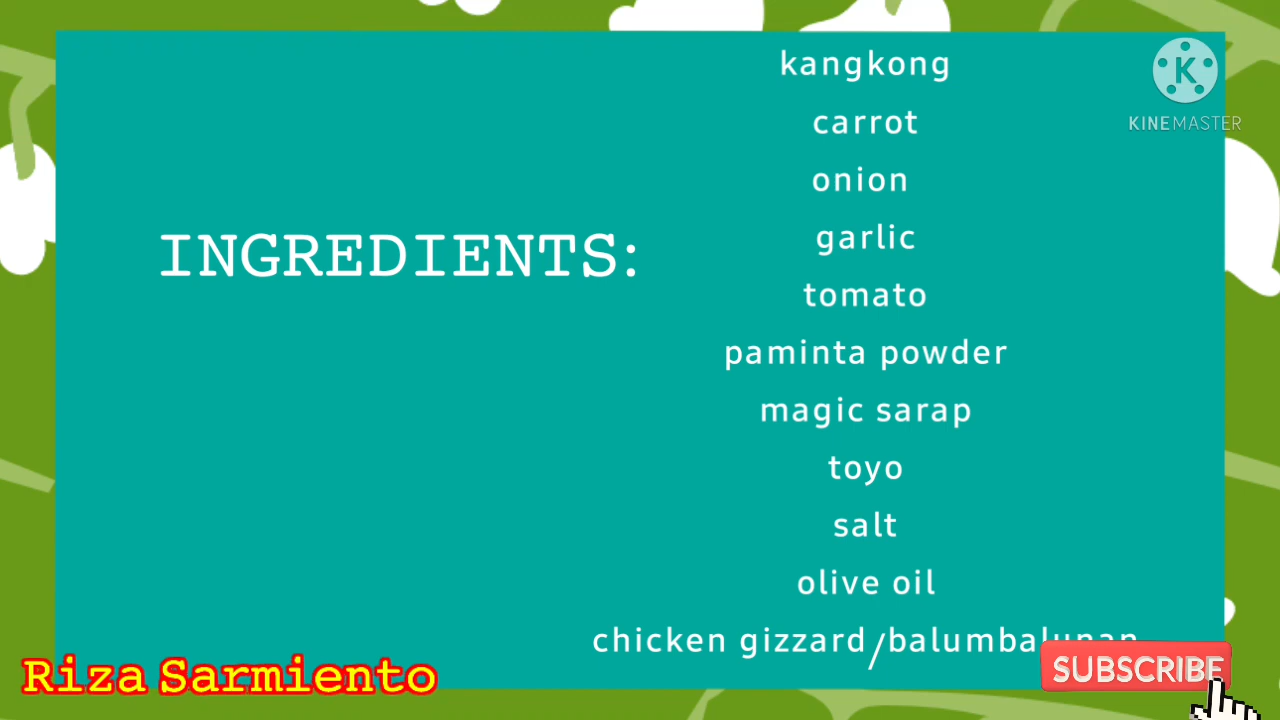 kangkong
carrot
onion
garlic
INGREDIENTS:
tomato
paminta powder
magic sarap
toyo
salt
olive oil
chicken gizzard/balumbalunan
Riza Sarmiento
SUBSCRIBE
K
KINEMASTER